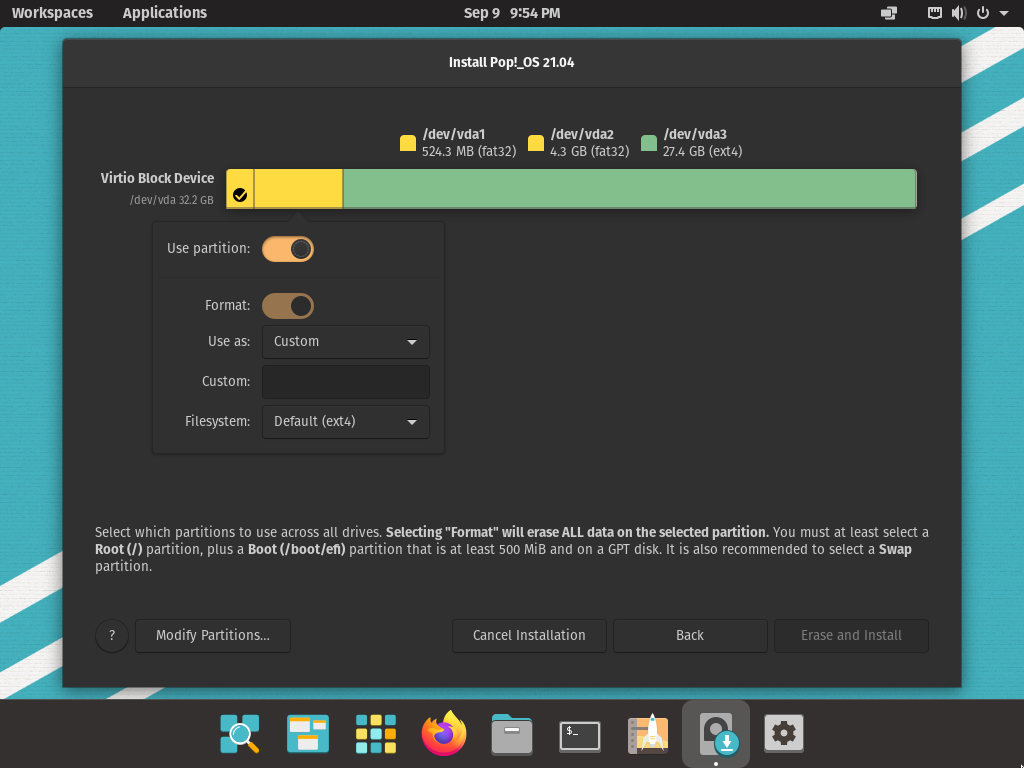 Workspaces Applications Sep 9 9:54 PM
Install Pop!_OS 21.04
/dev/vda1 /dev/vda2 /dev/vda3
524.3 MB (fat32) 4.3 GB (fat32) 27.4 GB (ext4)
Virtio Block Device
/dev/vda 32.2 GB
Use partition:
Format:
Use as: Custom
Custom:
Filesystem: Default (ext4)
Select which partitions to use across all drives. Selecting "Format" will erase ALL data on the selected partition. You must at least select a
Root (/) partition, plus a Boot (/boot/efi) partition that is at least 500 MiB and on a GPT disk. It is also recommended to select a Swap
partition.
? Modify Partitions... Cancel Installation Back Erase and Install
$_